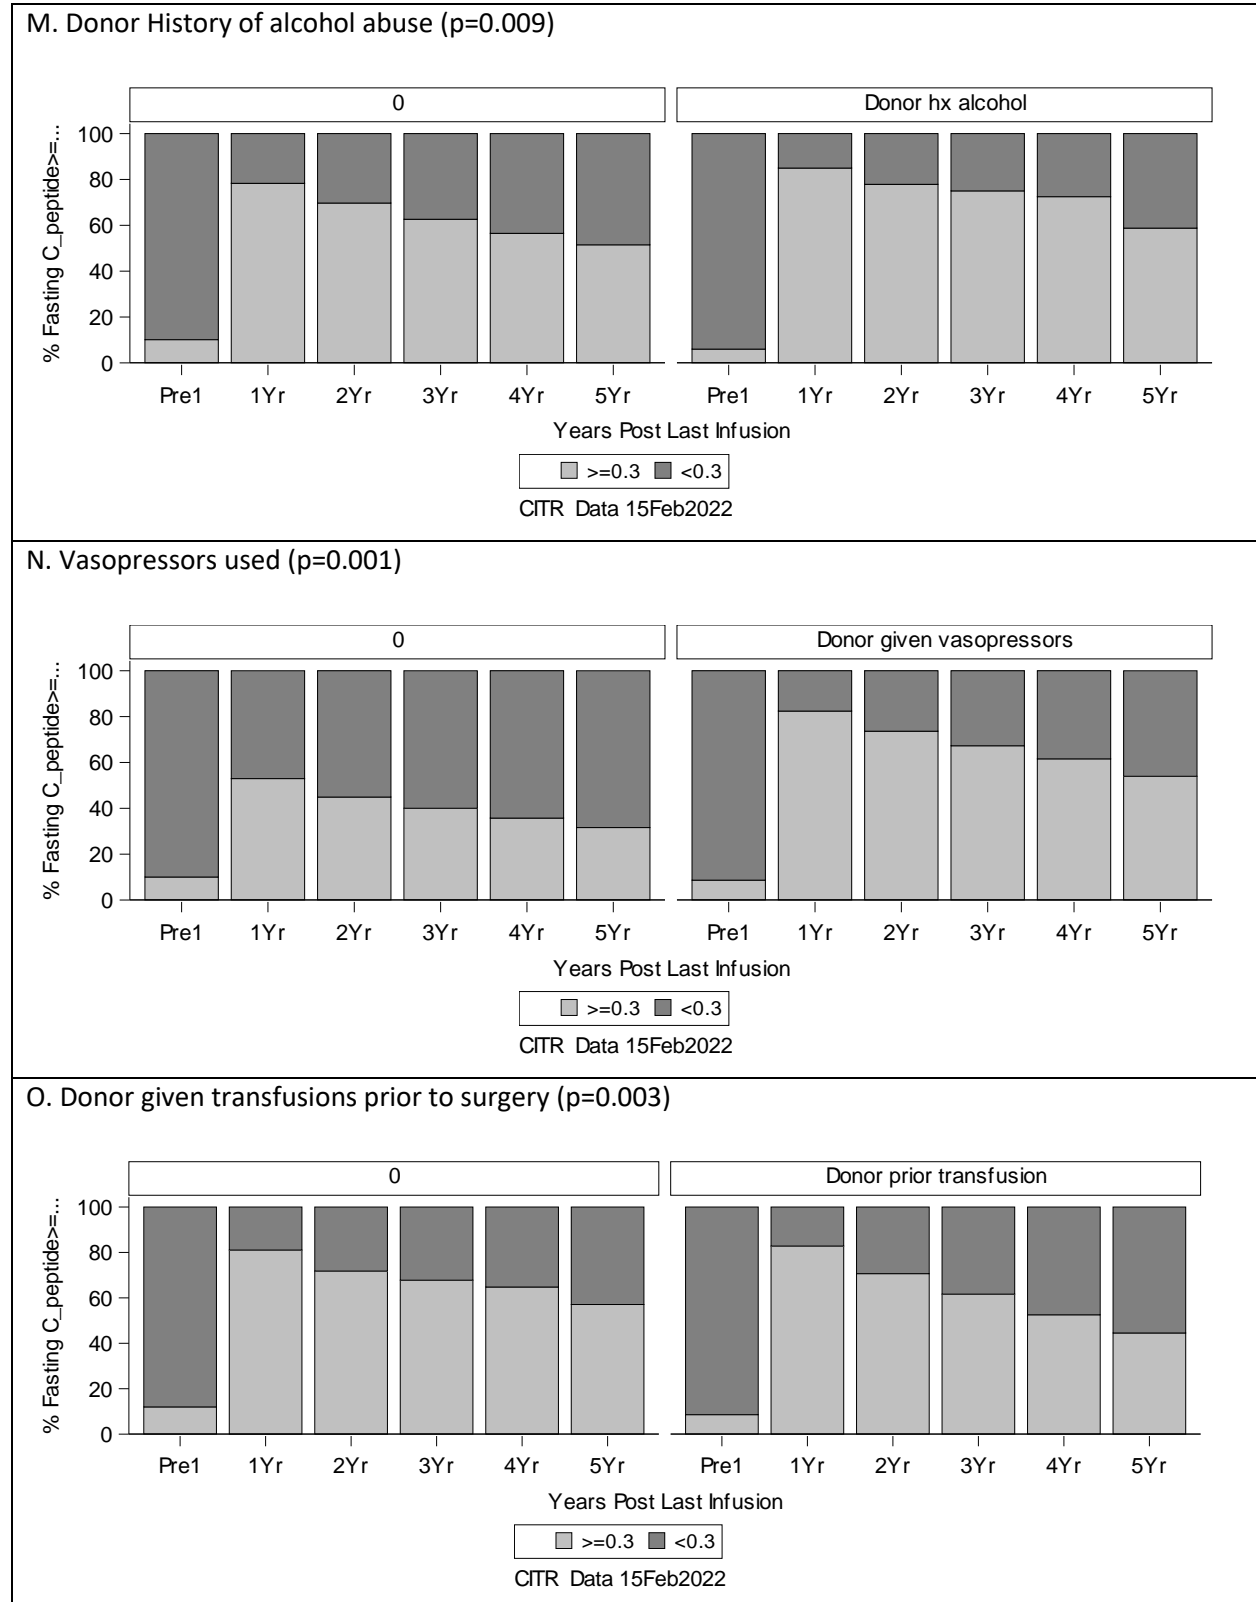 M. Donor History of alcohol abuse (p=0.009)
0
Donor hx alcohol
% Fasting C_peptide>=...
100
80
60
40
20
0
Pre1 1Yr 2Yr 3Yr 4Yr 5Yr
Pre1 1Yr 2Yr 3Yr 4Yr 5Yr
Years Post Last Infusion
>=0.3 <0.3
CITR Data 15Feb2022
N. Vasopressors used (p=0.001)
0
Donor given vasopressors
% Fasting C_peptide>=...
100
80
60
40
20
0
Pre1 1Yr 2Yr 3Yr 4Yr 5Yr
Pre1 1Yr 2Yr 3Yr 4Yr 5Yr
Years Post Last Infusion
>=0.3 <0.3
CITR Data 15Feb2022
O. Donor given transfusions prior to surgery (p=0.003)
0
Donor prior transfusion
% Fasting C_peptide>=...
100
80
60
40
20
0
Pre1 1Yr 2Yr 3Yr 4Yr 5Yr
Pre1 1Yr 2Yr 3Yr 4Yr 5Yr
Years Post Last Infusion
>=0.3 <0.3
CITR Data 15Feb2022